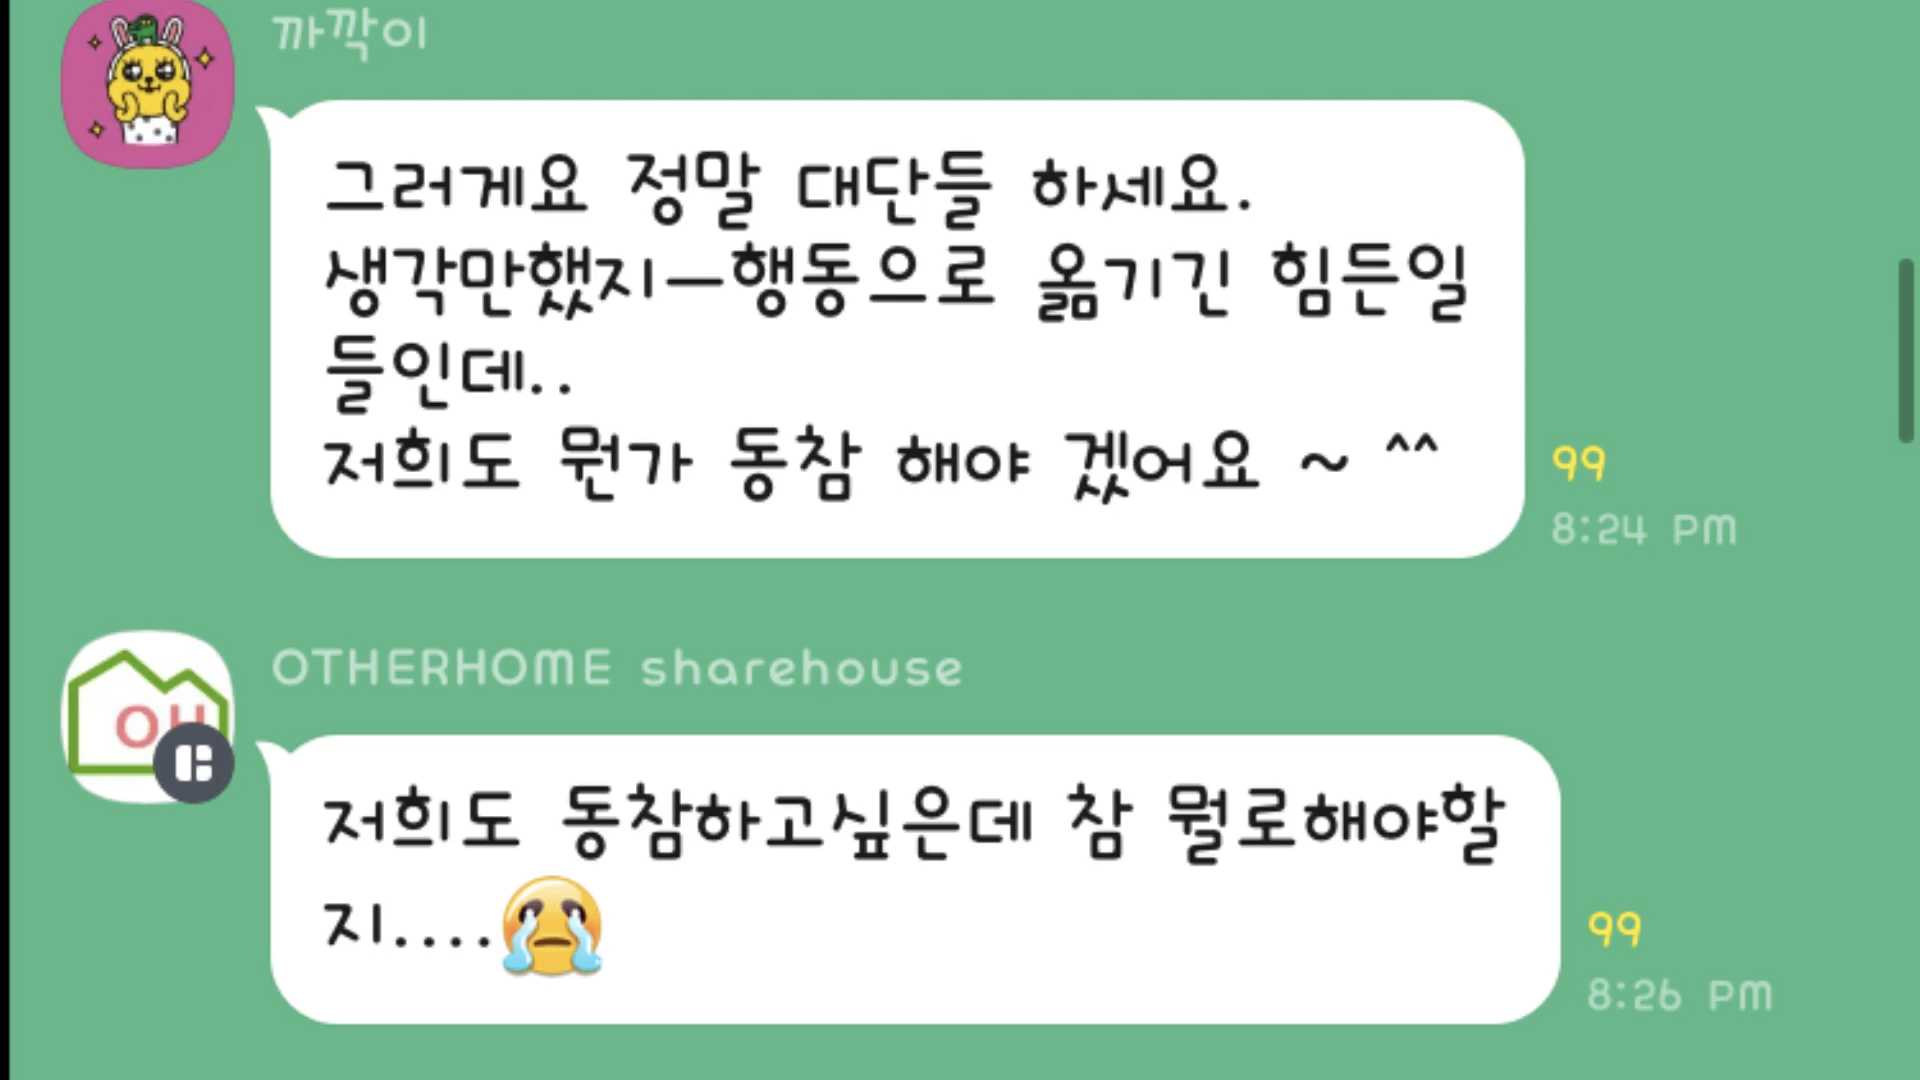 까깍이
그러게요 정말 대단들 하세요.
생각만했지ㅡ행동으로 옮기긴 힘든일
들인데..
저희도 뭔가 동참 해야 겠어요 ~ ^^
99
8:24 PM
OTHERHOME sharehouse
OH
저희도 동참하고싶은데 참 뭘로해야할
지....😭
99
8:26 PM